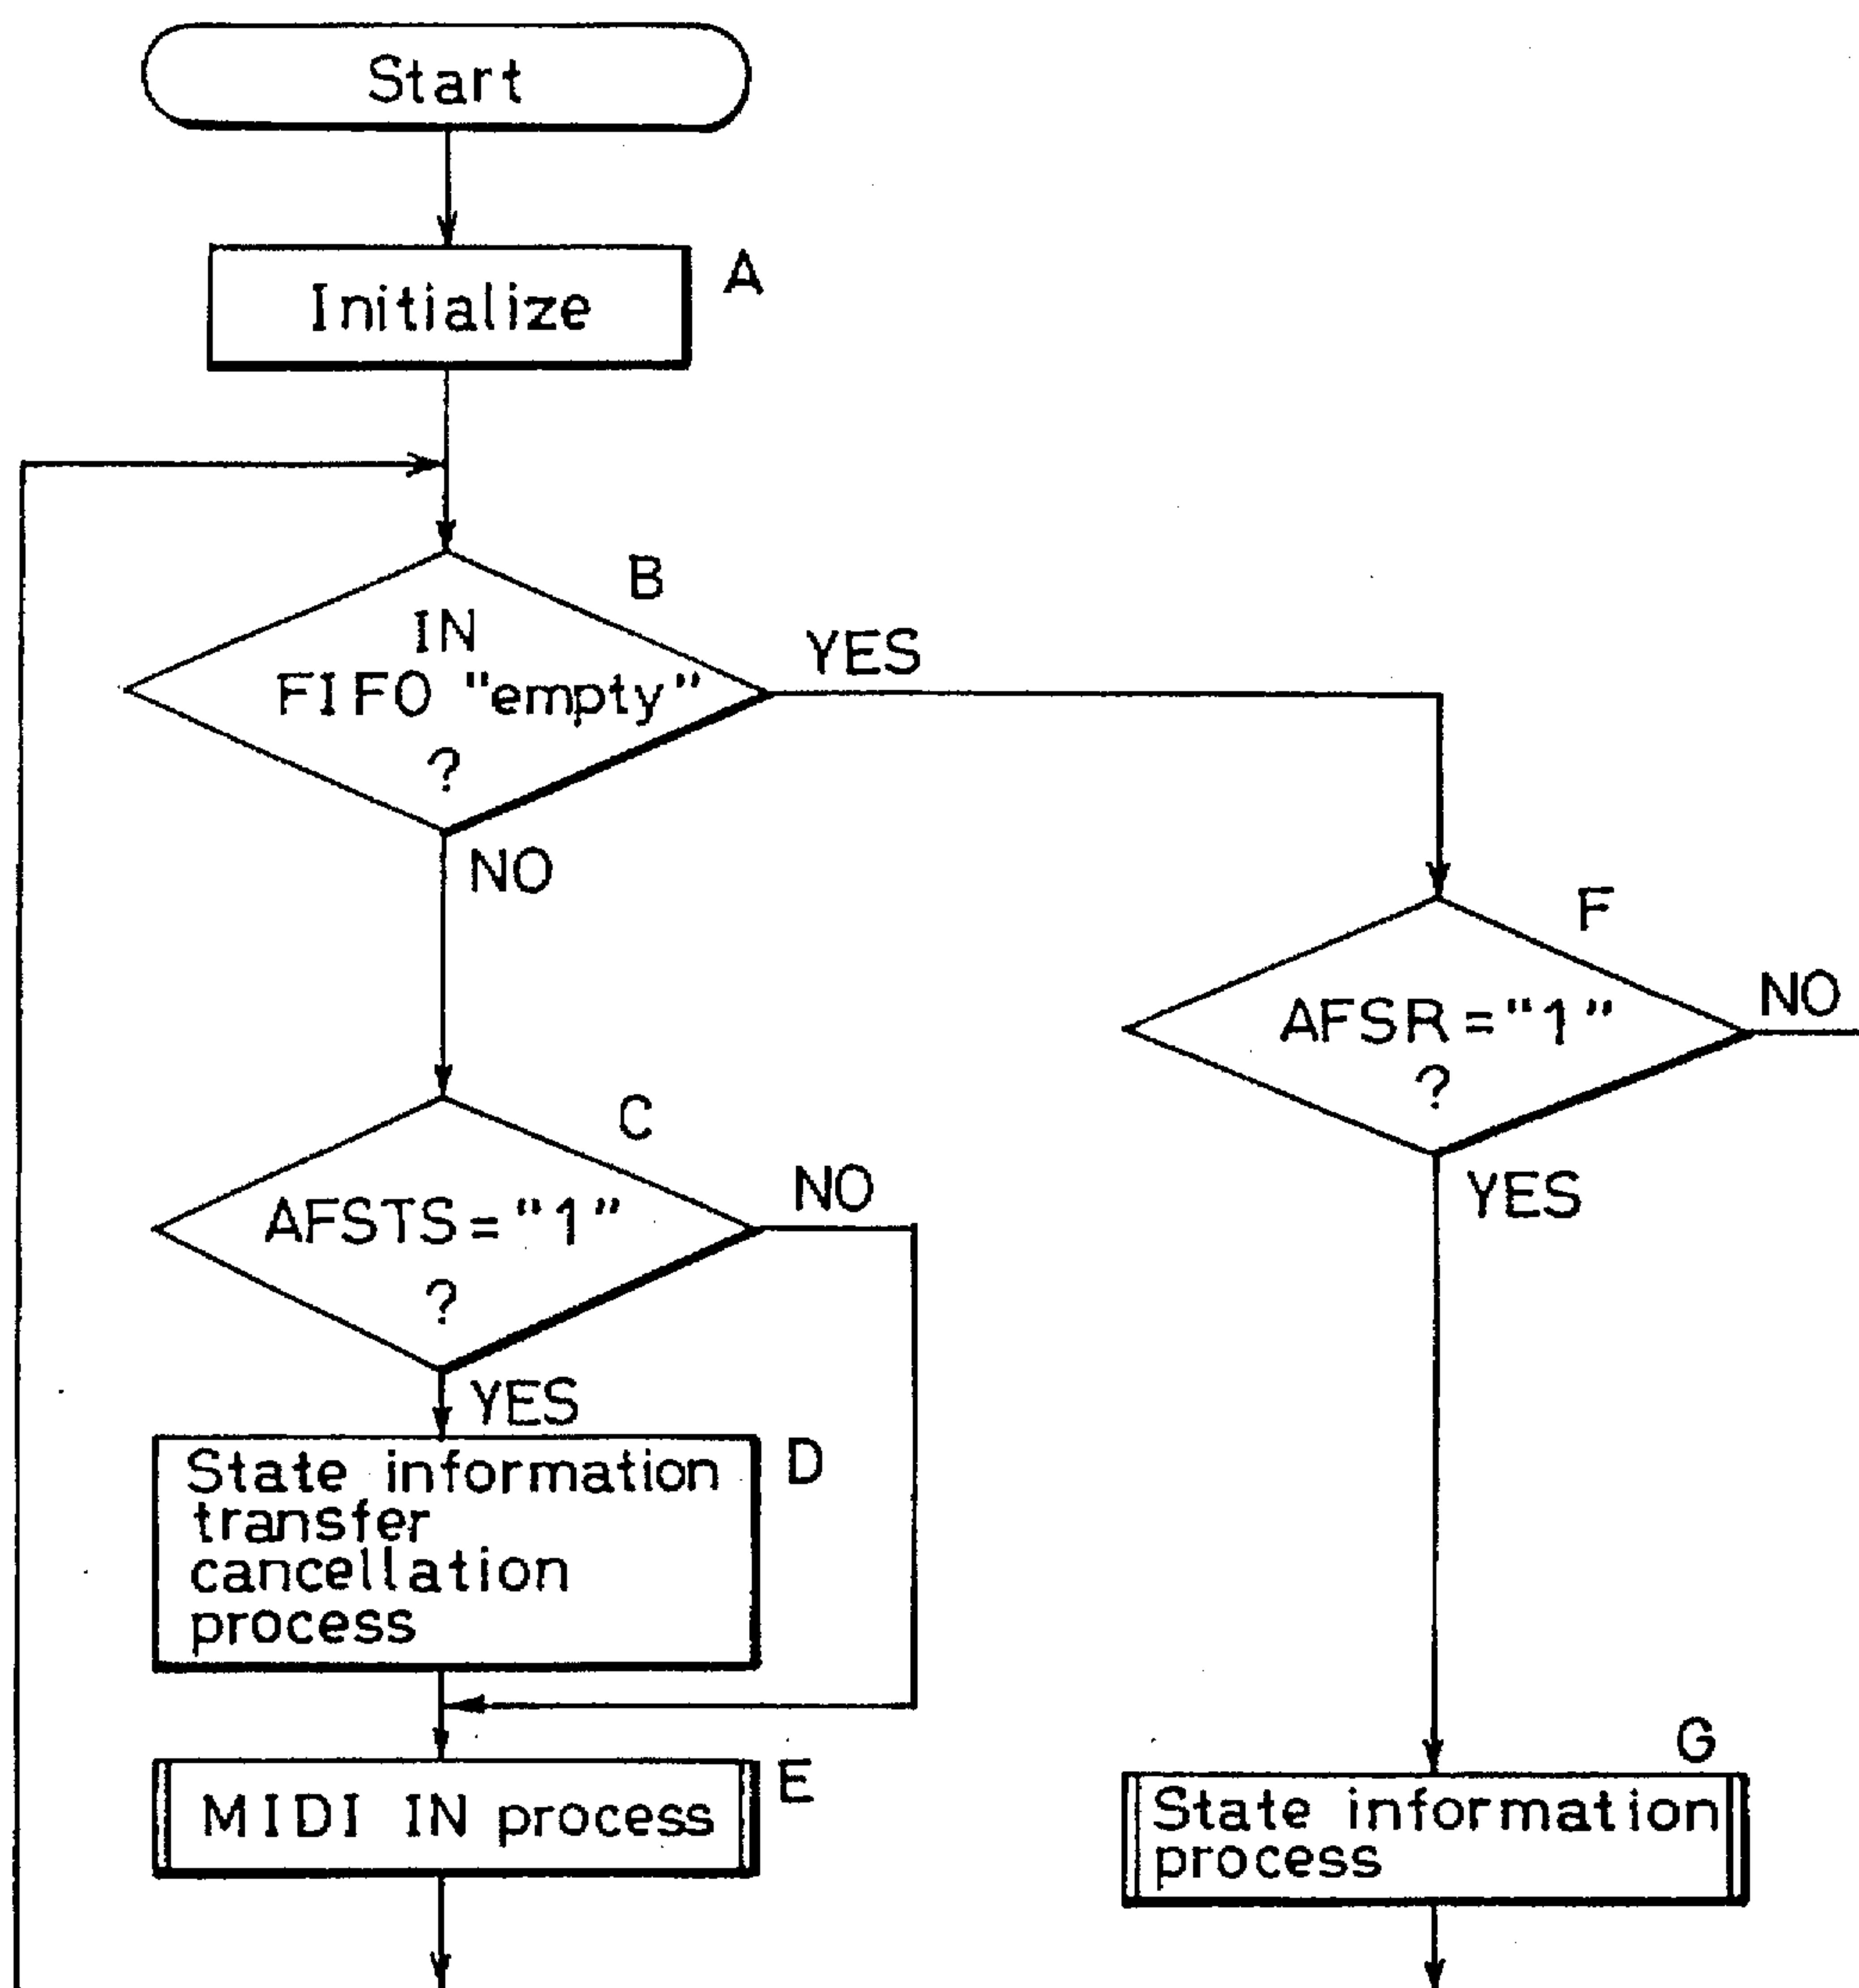 Start
Initialize
A
B
IN
FIFO "empty"
?
YES
NO
F
AFSR="1"
?
NO
YES
C
AFSTS="1"
?
NO
YES
State information
transfer
cancellation
process
D
MIDI IN process
E
G
State information
process